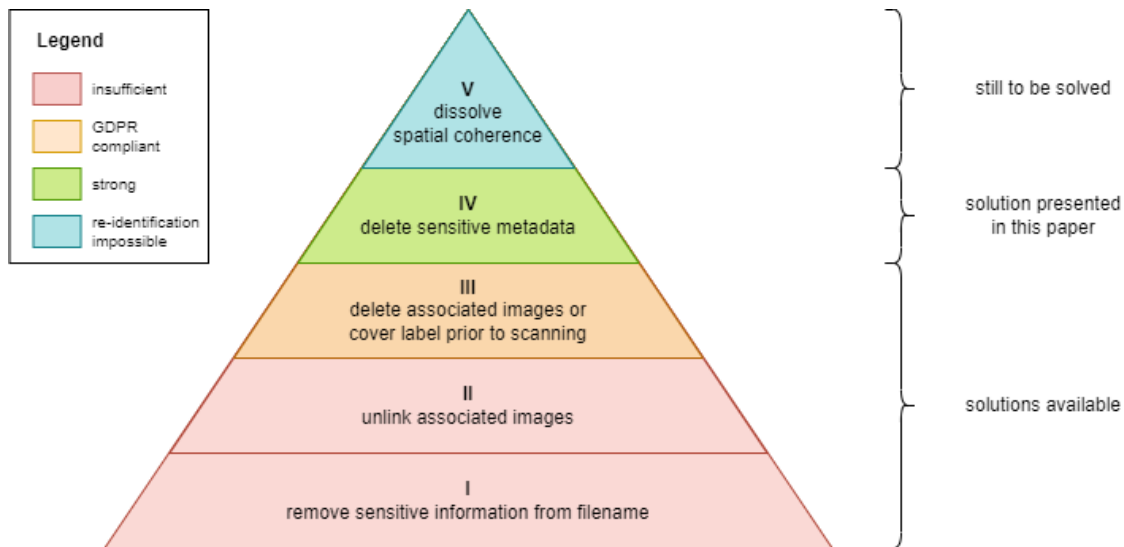 Legend
insufficient
GDPR
compliant
strong
re-identification
impossible
V
dissolve
spatial coherence
IV
delete sensitive metadata
III
delete associated images or
cover label prior to scanning
II
unlink associated images
I
remove sensitive information from filename
still to be solved
solution presented
in this paper
solutions available